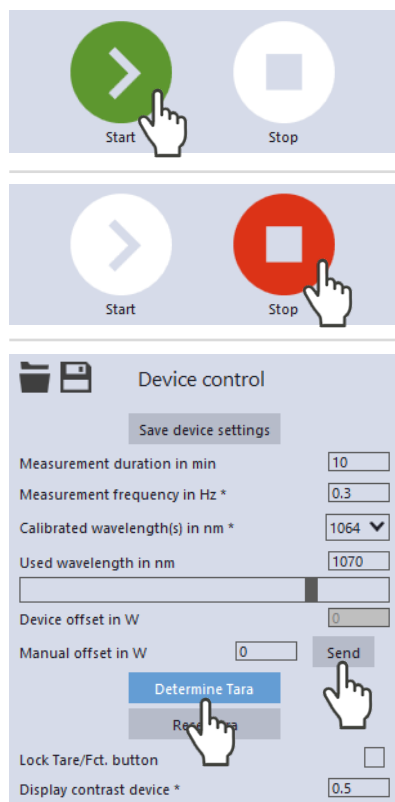 Start Stop
Start Stop
Device control
Save device settings
Measurement duration in min 10
Measurement frequency in Hz * 0.3
Calibrated wavelength(s) in nm * 1064
Used wavelength in nm 1070
Device offset in W 0
Manual offset in W 0 Send
Determine Tara
Lock Tare/Fct. button
Display contrast device * 0.5